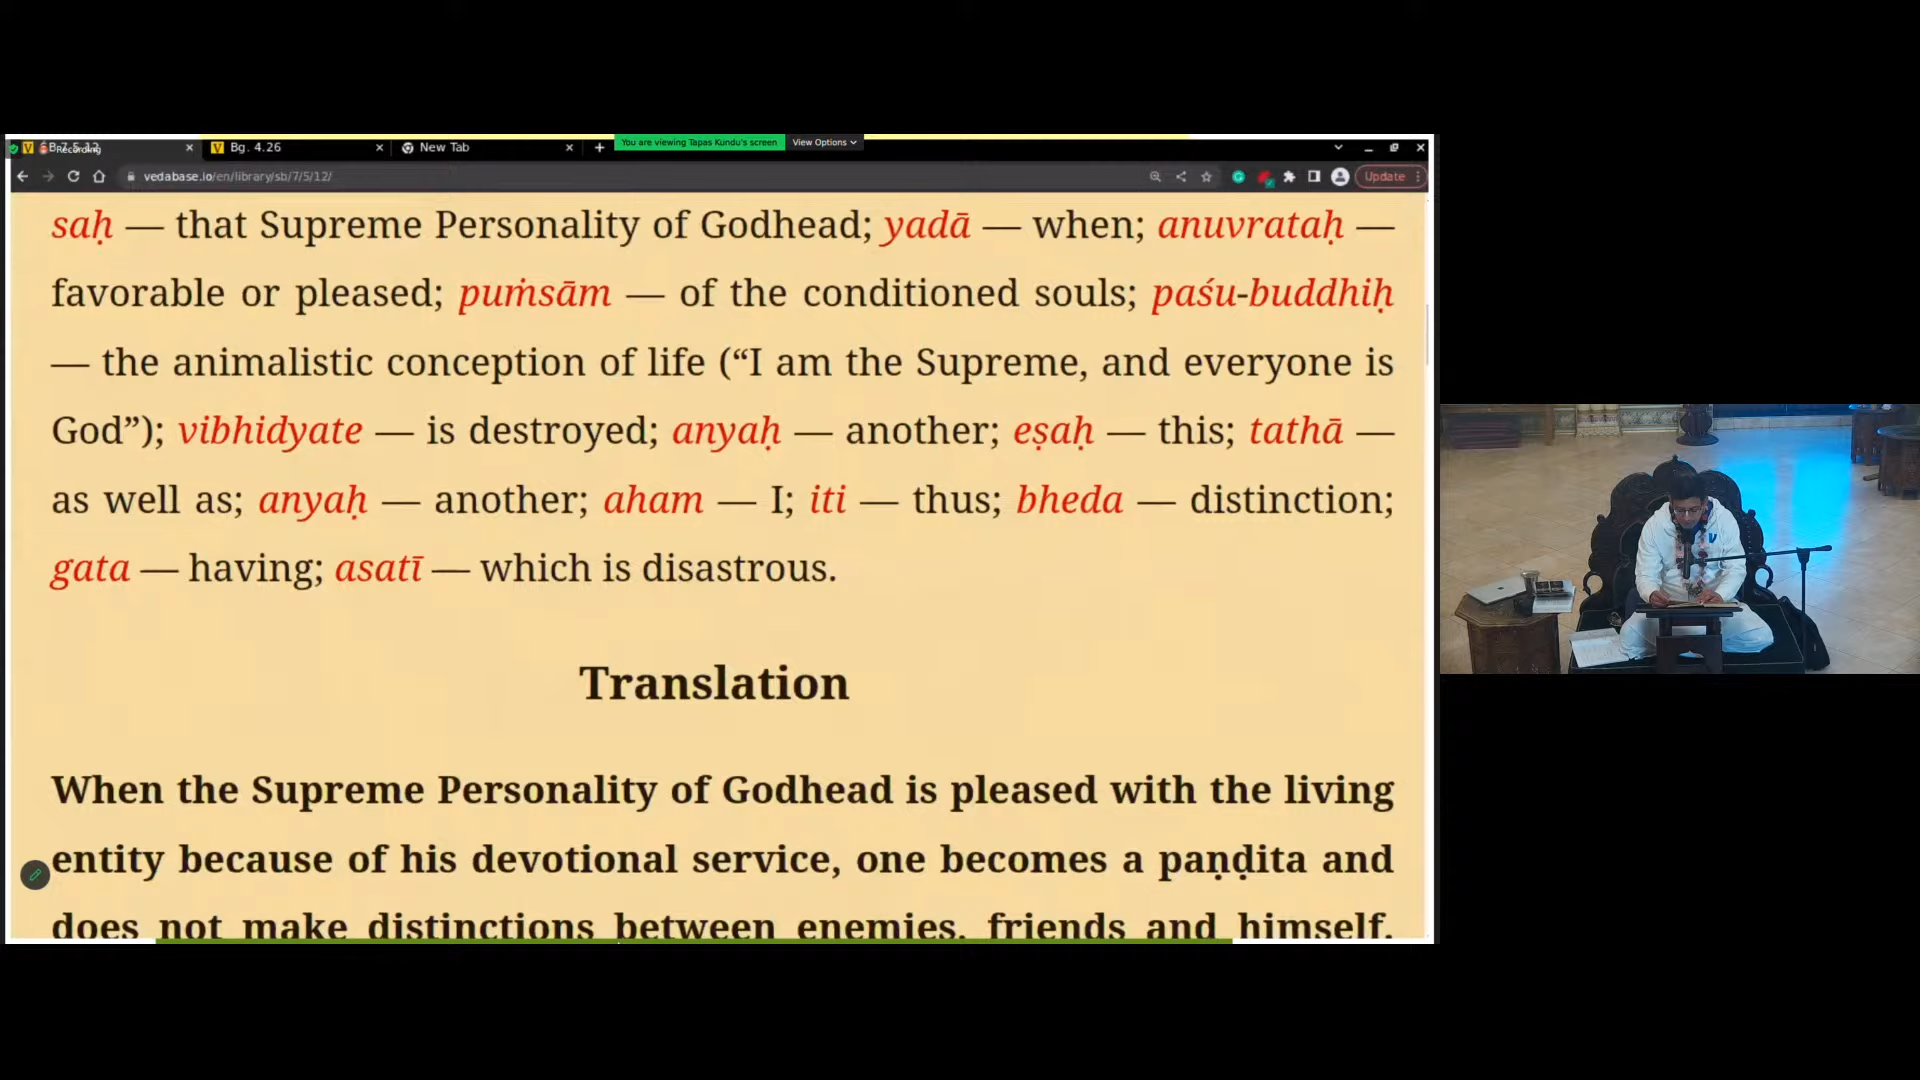 SB 7.5.12
Recording
Bg. 4.26
New Tab
You are viewing Tapas Kundu's screen
View Options
vedabase.io/en/library/sb/7/5/12/
Update
saḥ — that Supreme Personality of Godhead; yadā — when; anuvrataḥ —
favorable or pleased; puṁsām — of the conditioned souls; paśu-buddhiḥ
— the animalistic conception of life (“I am the Supreme, and everyone is
God”); vibhidyate — is destroyed; anyaḥ — another; eṣaḥ — this; tathā —
as well as; anyaḥ — another; aham — I; iti — thus; bheda — distinction;
gata — having; asatī — which is disastrous.
Translation
When the Supreme Personality of Godhead is pleased with the living
entity because of his devotional service, one becomes a paṇḍita and
does not make distinctions between enemies, friends and himself.